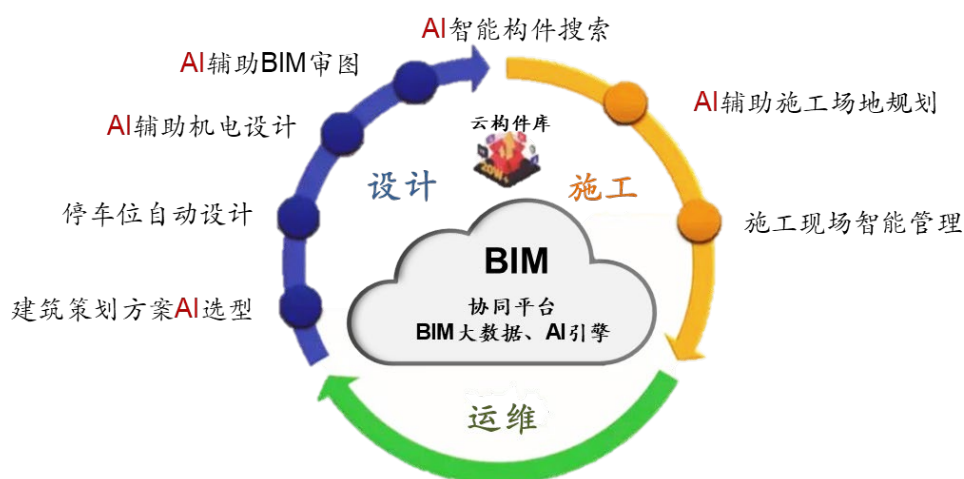 AI智能构件搜索
AI辅助BIM审图
AI辅助机电设计
停车位自动设计
建筑策划方案AI选型
云构件库
设计
施工
AI辅助施工场地规划
施工现场智能管理
BIM
协同平台
BIM大数据、AI引擎
运维